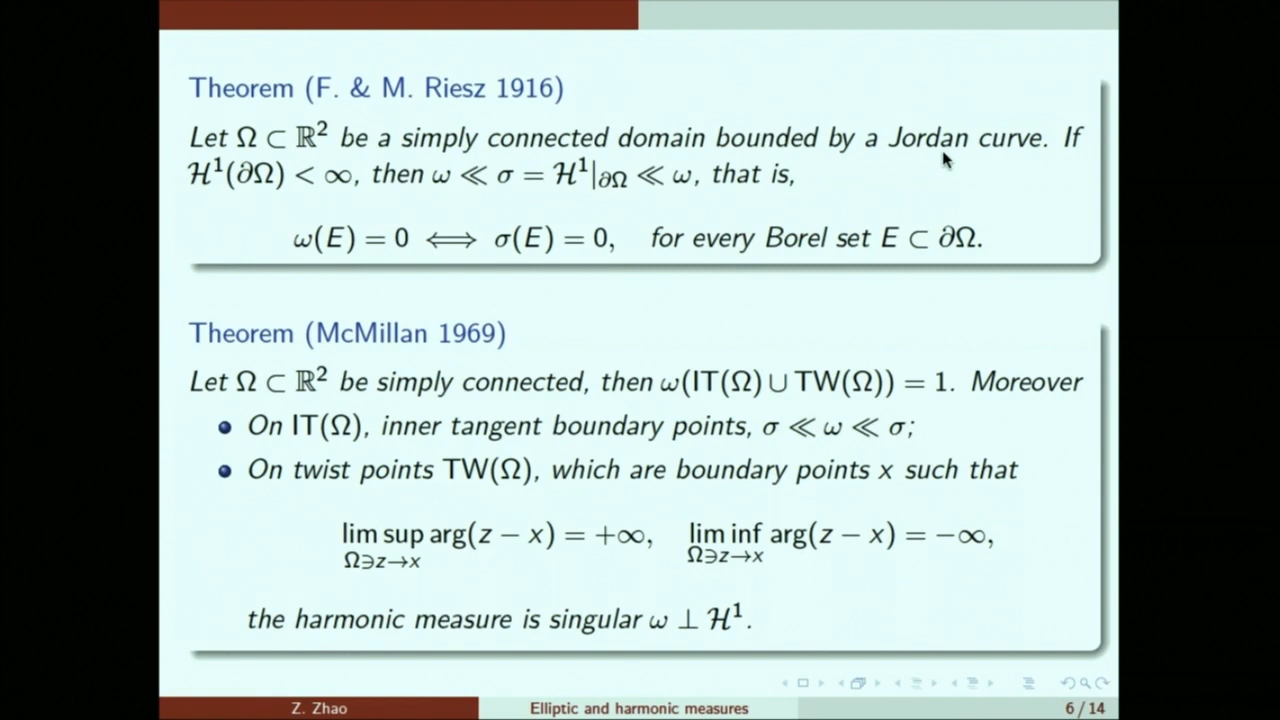 Theorem (F. & M. Riesz 1916)
Let Ω ⊂ ℝ² be a simply connected domain bounded by a Jordan curve. If
ℋ¹(∂Ω) < ∞, then ω ≪ σ = ℋ¹|∂Ω ≪ ω, that is,
ω(E) = 0 ⟺ σ(E) = 0, for every Borel set E ⊂ ∂Ω.
Theorem (McMillan 1969)
Let Ω ⊂ ℝ² be simply connected, then ω(IT(Ω) ∪ TW(Ω)) = 1. Moreover
On IT(Ω), inner tangent boundary points, σ ≪ ω ≪ σ;
On twist points TW(Ω), which are boundary points x such that
lim sup arg(z − x) = +∞, lim inf arg(z − x) = −∞,
Ω∋z→x Ω∋z→x
the harmonic measure is singular ω ⊥ ℋ¹.
Z. Zhao Elliptic and harmonic measures 6 / 14